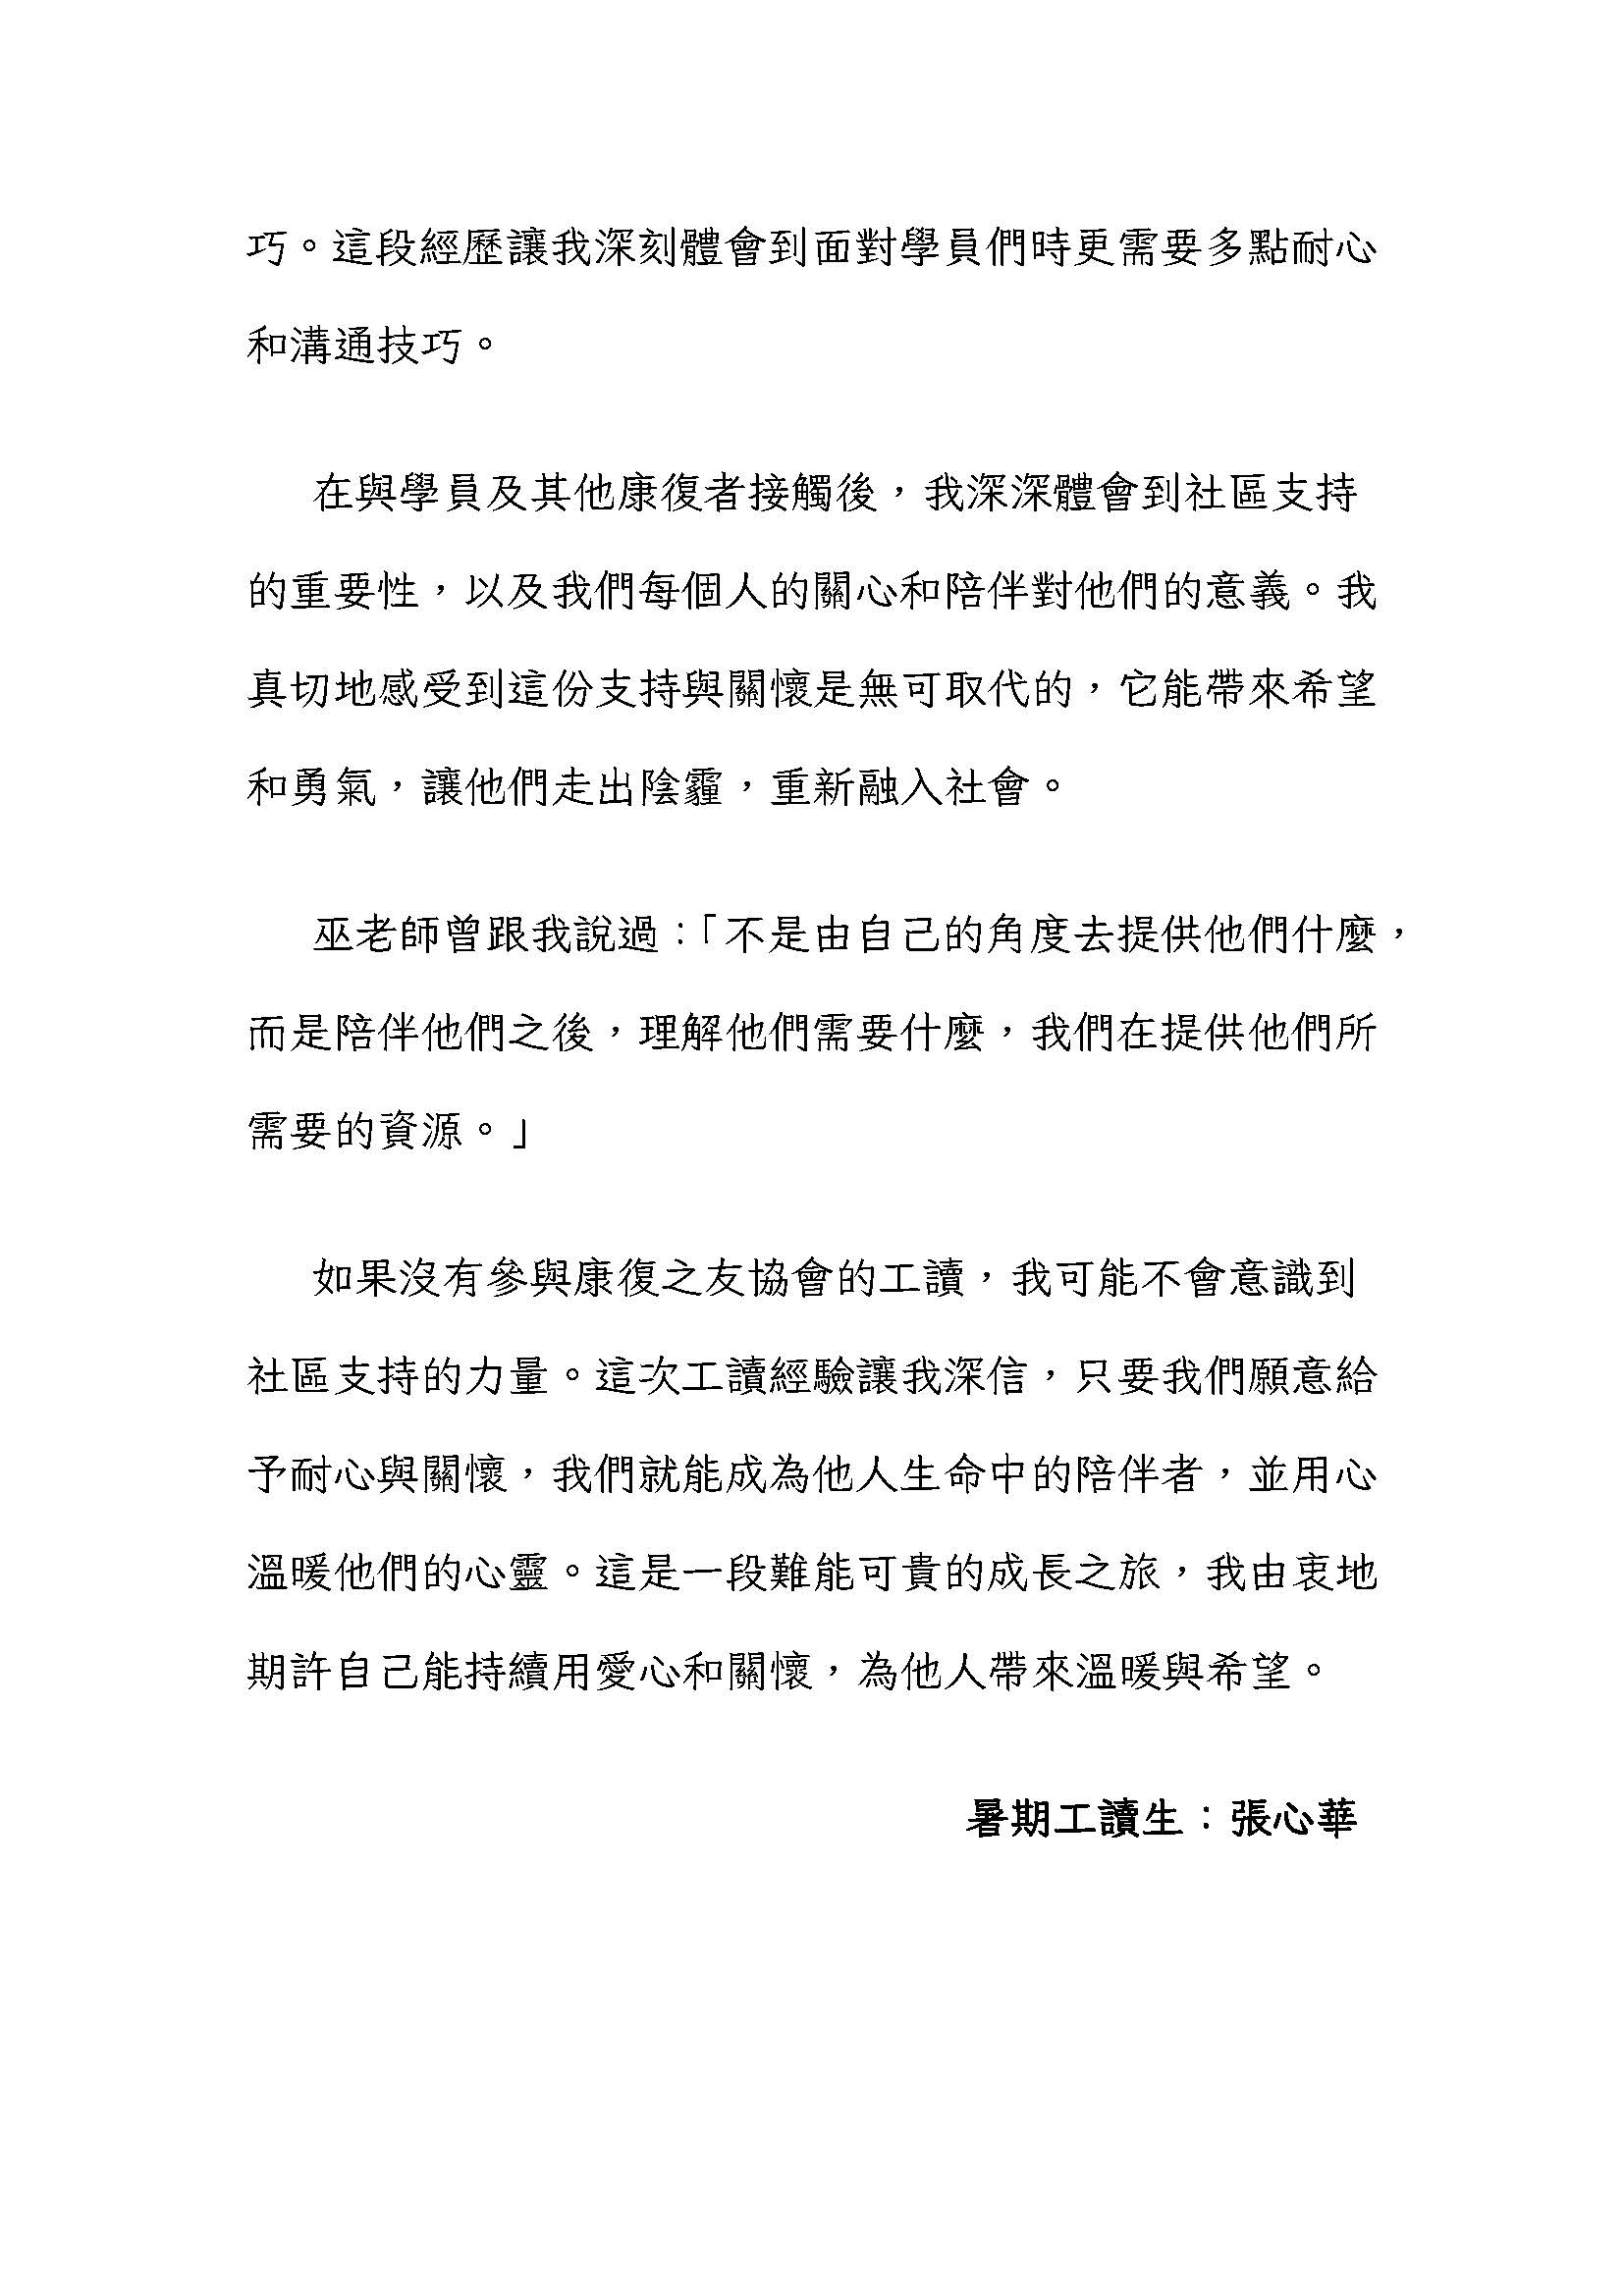 巧。這段經歷讓我深刻體會到面對學員們時更需要多點耐心
和溝通技巧。
在與學員及其他康復者接觸後，我深深體會到社區支持
的重要性，以及我們每個人的關心和陪伴對他們的意義。我
真切地感受到這份支持與關懷是無可取代的，它能帶來希望
和勇氣，讓他們走出陰霾，重新融入社會。
巫老師曾跟我說過：「不是由自己的角度去提供他們什麼，
而是陪伴他們之後，理解他們需要什麼，我們在提供他們所
需要的資源。」
如果沒有參與康復之友協會的工讀，我可能不會意識到
社區支持的力量。這次工讀經驗讓我深信，只要我們願意給
予耐心與關懷，我們就能成為他人生命中的陪伴者，並用心
溫暖他們的心靈。這是一段難能可貴的成長之旅，我由衷地
期許自己能持續用愛心和關懷，為他人帶來溫暖與希望。
暑期工讀生：張心華